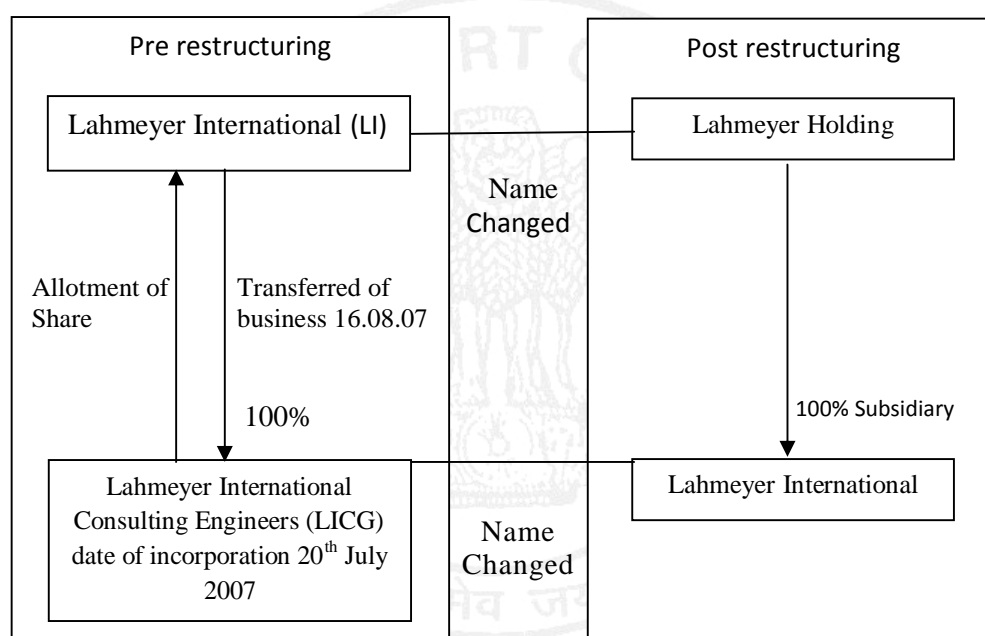 Pre restructuring
Lahmeyer International (LI)
Allotment of
Share
Transferred of
business 16.08.07
100%
Lahmeyer International
Consulting Engineers (LICG)
date of incorporation 20th July
2007
Name
Changed
Name
Changed
Post restructuring
Lahmeyer Holding
100% Subsidiary
Lahmeyer International